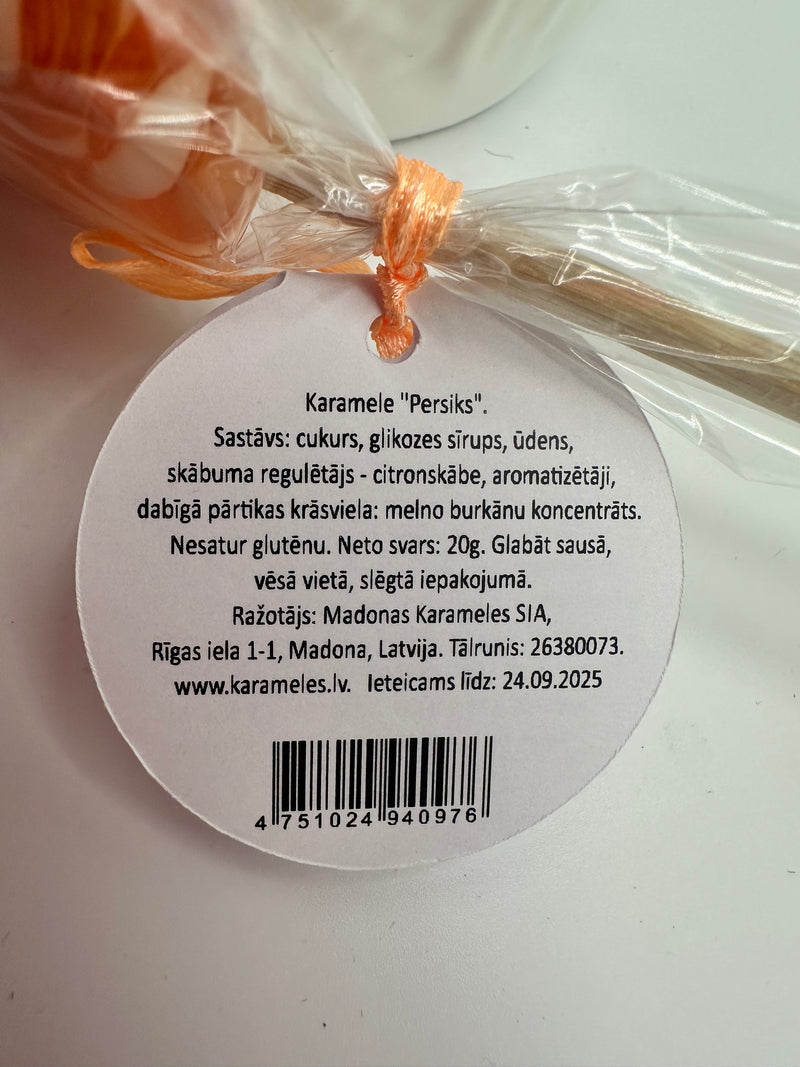 Karamele "Persiks".
Sastāvs: cukurs, glikozes sīrups, ūdens,
skābuma regulētājs - citronskābe, aromatizētāji,
dabīgā pārtikas krāsviela: melno burkānu koncentrāts.
Nesatur glutēnu. Neto svars: 20g. Glabāt sausā,
vēsā vietā, slēgtā iepakojumā.
Ražotājs: Madonas Karameles SIA,
Rīgas iela 1-1, Madona, Latvija. Tālrunis: 26380073.
www.karameles.lv. Ieteicams līdz: 24.09.2025
4 751024 940976